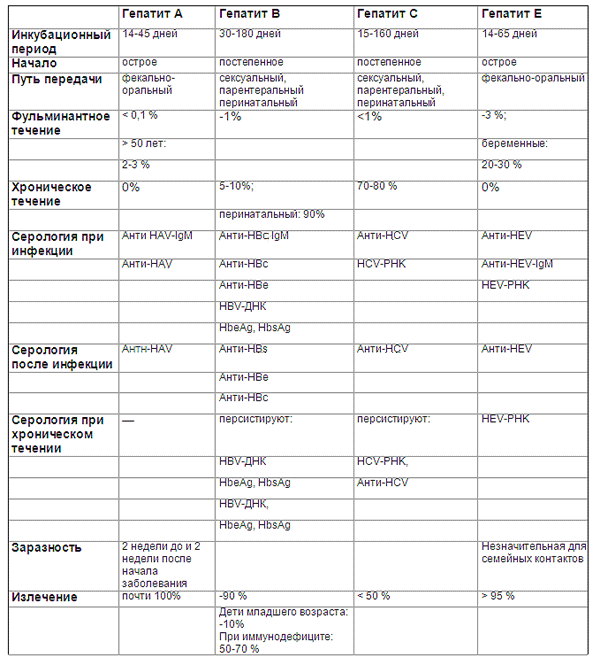 Гепатит А Гепатит В Гепатит С Гепатит Е
Инкубационный период 14-45 дней 30-180 дней 15-160 дней 14-65 дней
Начало острое постепенное постепенное острое
Путь передачи фекально-оральный сексуальный, парентеральный перинатальный сексуальный, парентеральный, перинатальный фекально-оральный
Фульминантное течение < 0,1 % -1% <1% -3 %;
> 50 лет: беременные:
2-3 % 20-30 %
Хроническое течение 0% 5-10%; 70-80 % 0%
перинатальный: 90%
Серология при инфекции Анти HAV-IgM Анти-HBc IgM Анти-HCV Анти-HEV
Анти-HAV Анти-HBc HCV-РНК Анти-HEV-IgM
Анти-HBe HEV-РНК
HBV-ДНК
HbeAg, HbsAg
Серология после инфекции Антн-HAV Анти-HBs Анти-HCV Анти-HEV
Анти-HBe
Анти-HBc
Серология при хроническом течении — персистируют: персистируют: HEV-РНК
HBV-ДНК HCV-РНК,
HbeAg, HbsAg Анти-HCV
HBV-ДНК,
HbeAg, HbsAg
Заразность 2 недели до и 2 недели после начала заболевания Незначительная для семейных контактов
Излечение почти 100% -90 % < 50 % > 95 %
Дети младшего возраста:
-10%
При иммунодефиците:
50-70 %